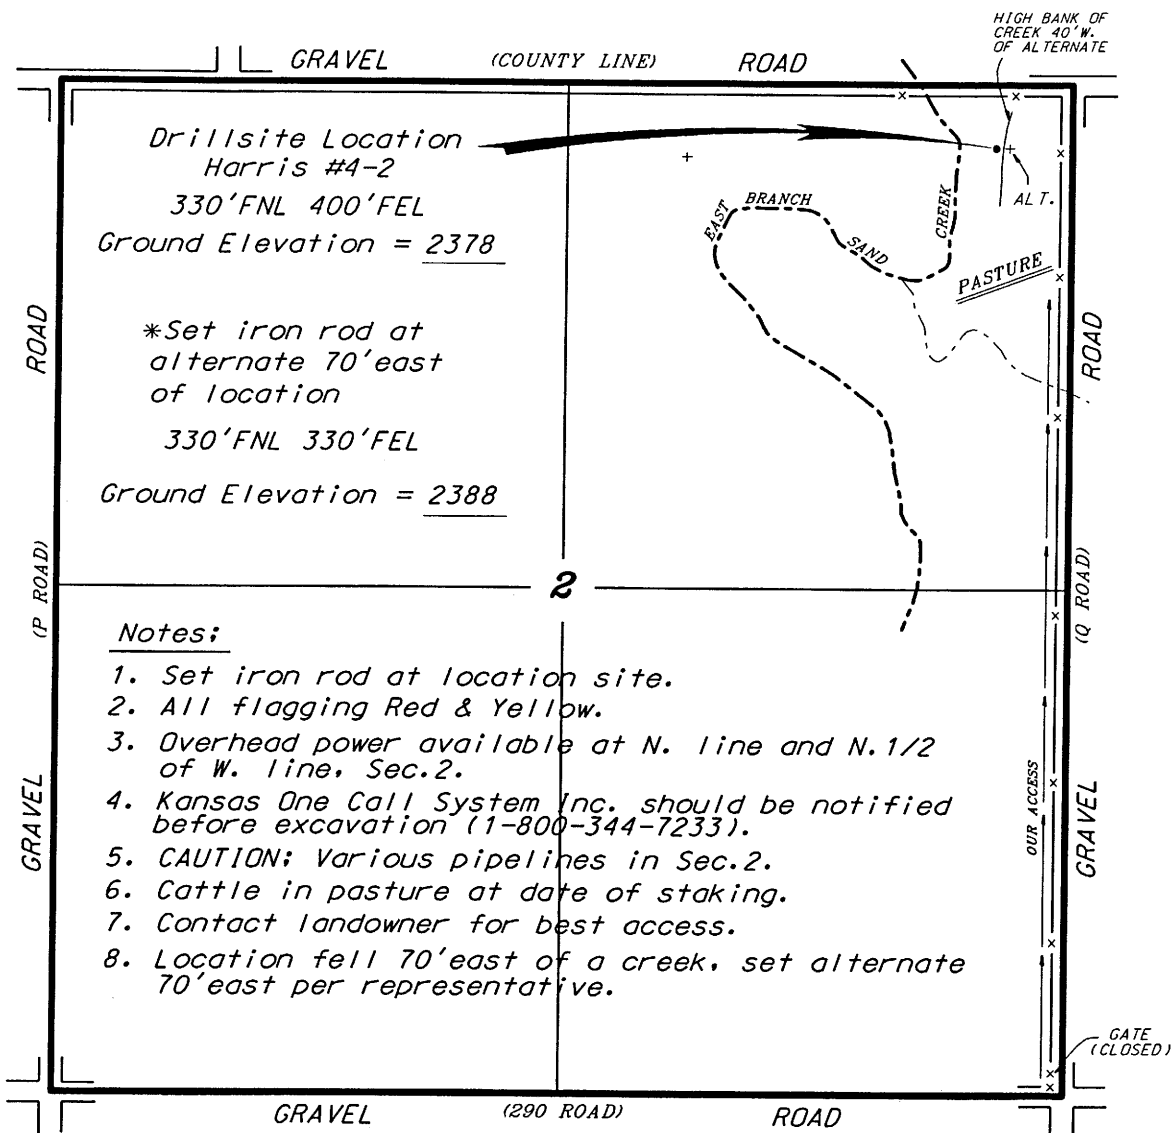 HIGH BANK OF
CREEK 40'W.
OF ALTERNATE
GRAVEL (COUNTY LINE) ROAD
Drillsite Location
Harris #4-2
330'FNL 400'FEL
Ground Elevation = 2378
*Set iron rod at
alternate 70'east
of location
330'FNL 330'FEL
Ground Elevation = 2388
ALT.
EAST BRANCH SAND CREEK
PASTURE
ROAD
(P ROAD)
GRAVEL
ROAD
(Q ROAD)
GRAVEL
OUR ACCESS
2
Notes:
1. Set iron rod at location site.
2. All flagging Red & Yellow.
3. Overhead power available at N. line and N.1/2
of W. line, Sec.2.
4. Kansas One Call System Inc. should be notified
before excavation (1-800-344-7233).
5. CAUTION: Various pipelines in Sec.2.
6. Cattle in pasture at date of staking.
7. Contact landowner for best access.
8. Location fell 70'east of a creek, set alternate
70'east per representative.
GATE
(CLOSED)
GRAVEL (290 ROAD) ROAD